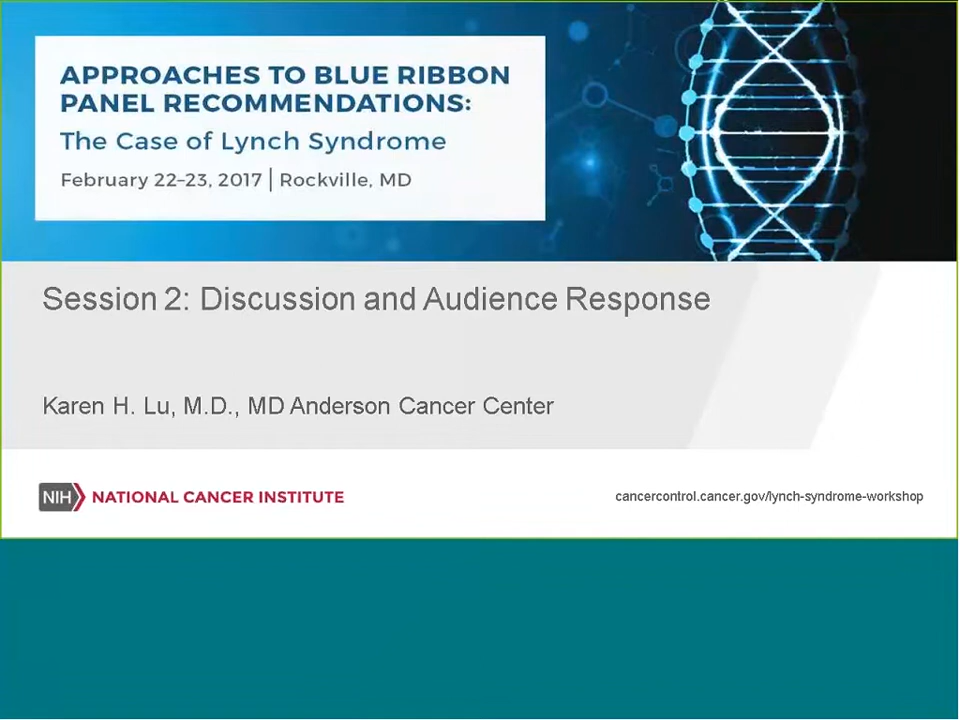 APPROACHES TO BLUE RIBBON
PANEL RECOMMENDATIONS:
The Case of Lynch Syndrome
February 22–23, 2017 | Rockville, MD
Session 2: Discussion and Audience Response
Karen H. Lu, M.D., MD Anderson Cancer Center
NIH NATIONAL CANCER INSTITUTE
cancercontrol.cancer.gov/lynch-syndrome-workshop